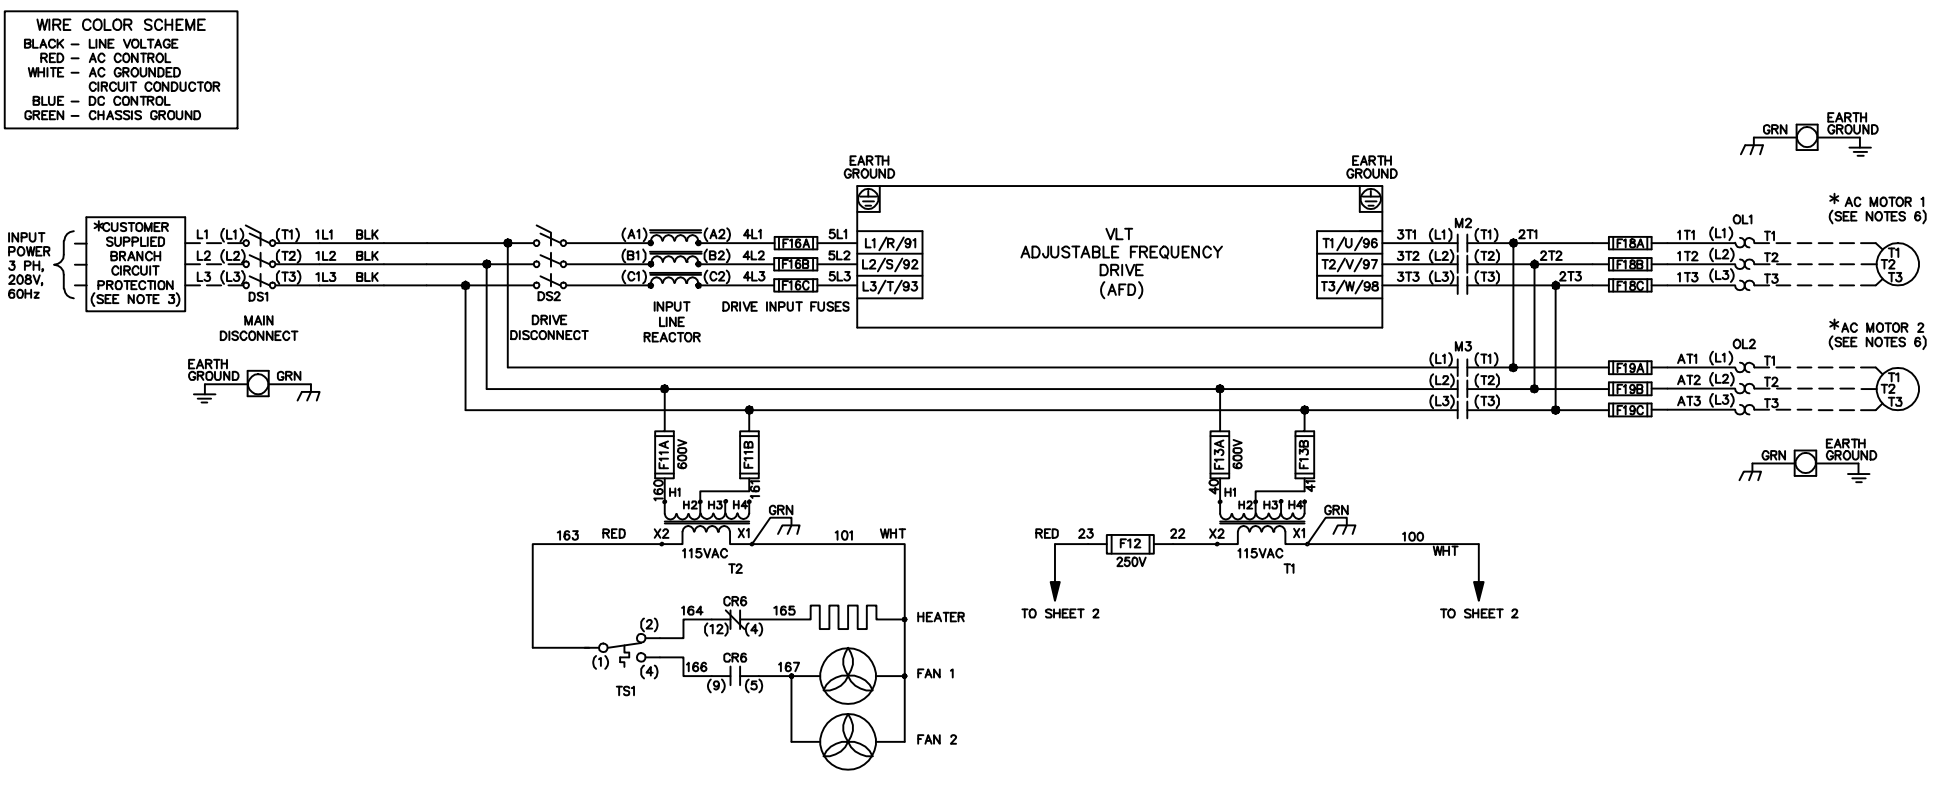 WIRE COLOR SCHEME
BLACK – LINE VOLTAGE
RED – AC CONTROL
WHITE – AC GROUNDED
CIRCUIT CONDUCTOR
BLUE – DC CONTROL
GREEN – CHASSIS GROUND
INPUT
POWER
3 PH,
208V,
60Hz
*CUSTOMER
SUPPLIED
BRANCH
CIRCUIT
PROTECTION
(SEE NOTE 3)
L1 (L1) (T1) 1L1 BLK
L2 (L2) (T2) 1L2 BLK
L3 (L3) (T3) 1L3 BLK
DS1
MAIN
DISCONNECT
EARTH
GROUND
GRN
DS2
DRIVE
DISCONNECT
(A1) (A2) 4L1 F16A 5L1
(B1) (B2) 4L2 F16B 5L2
(C1) (C2) 4L3 F16C 5L3
INPUT
LINE
REACTOR
DRIVE INPUT FUSES
EARTH
GROUND
L1/R/91
L2/S/92
L3/T/93
VLT
ADJUSTABLE FREQUENCY
DRIVE
(AFD)
EARTH
GROUND
T1/U/96
T2/V/97
T3/W/98
M2
3T1 (L1) (T1) 2T1
3T2 (L2) (T2) 2T2
3T3 (L3) (T3) 2T3
F18A 1T1 (L1) T1
F18B 1T2 (L2) T2
F18C 1T3 (L3) T3
OL1
GRN
EARTH
GROUND
* AC MOTOR 1
(SEE NOTES 6)
T1
T2
T3
M3
(L1) (T1)
(L2) (T2)
(L3) (T3)
F19A AT1 (L1) T1
F19B AT2 (L2) T2
F19C AT3 (L3) T3
OL2
* AC MOTOR 2
(SEE NOTES 6)
T1
T2
T3
GRN
EARTH
GROUND
F11A
600V
F11B
160
161
H1
H2 H3 H4
GRN
163 RED X2 X1 101 WHT
115VAC
T2
CR6
164 165
(12) (4)
HEATER
(2)
(1)
(4)
TS1
CR6
166 167
(9) (5)
FAN 1
FAN 2
F13A
600V
F13B
40
41
H1
H2 H3 H4
GRN
RED 23 F12 22 X2 X1 100
WHT
250V
115VAC
T1
TO SHEET 2
TO SHEET 2